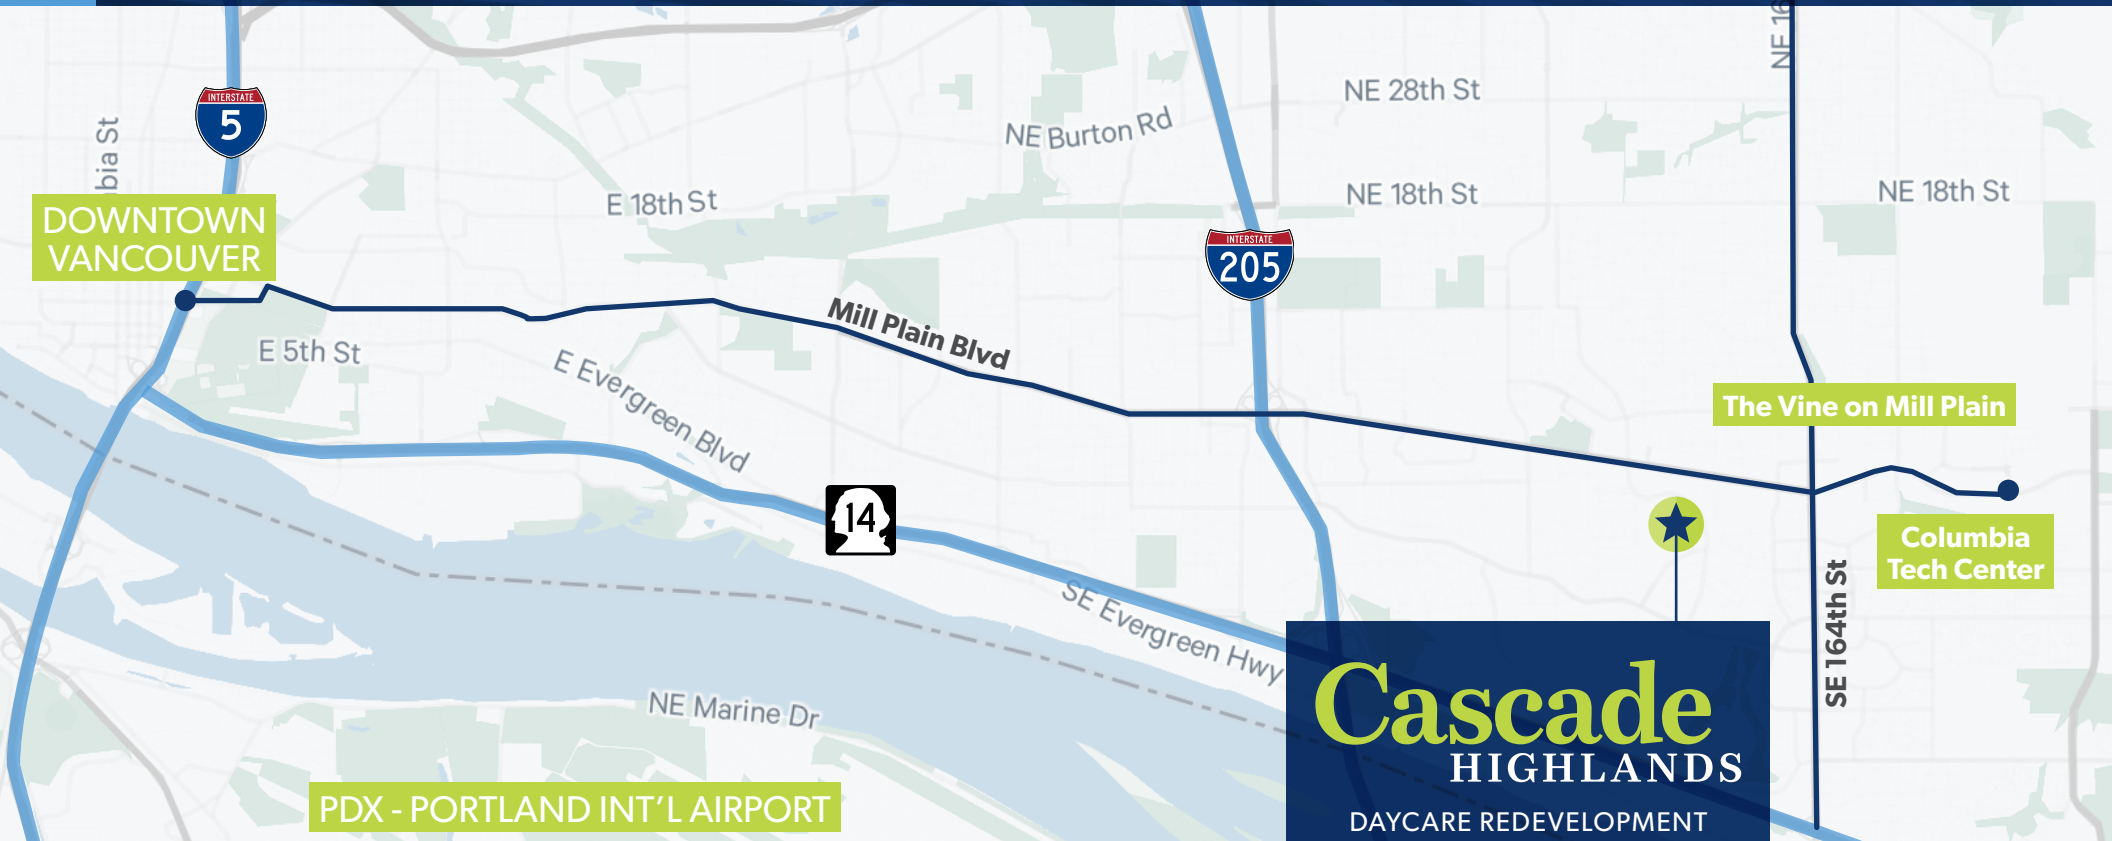 NE 16
INTERSTATE
5
NE 28th St
NE Burton Rd
bia St
DOWNTOWN
VANCOUVER
E 18th St
NE 18th St
NE 18th St
INTERSTATE
205
Mill Plain Blvd
E 5th St
E Evergreen Blvd
The Vine on Mill Plain
14
Columbia
Tech Center
SE 164th St
SE Evergreen Hwy
NE Marine Dr
Cascade
HIGHLANDS
DAYCARE REDEVELOPMENT
PDX - PORTLAND INT’L AIRPORT